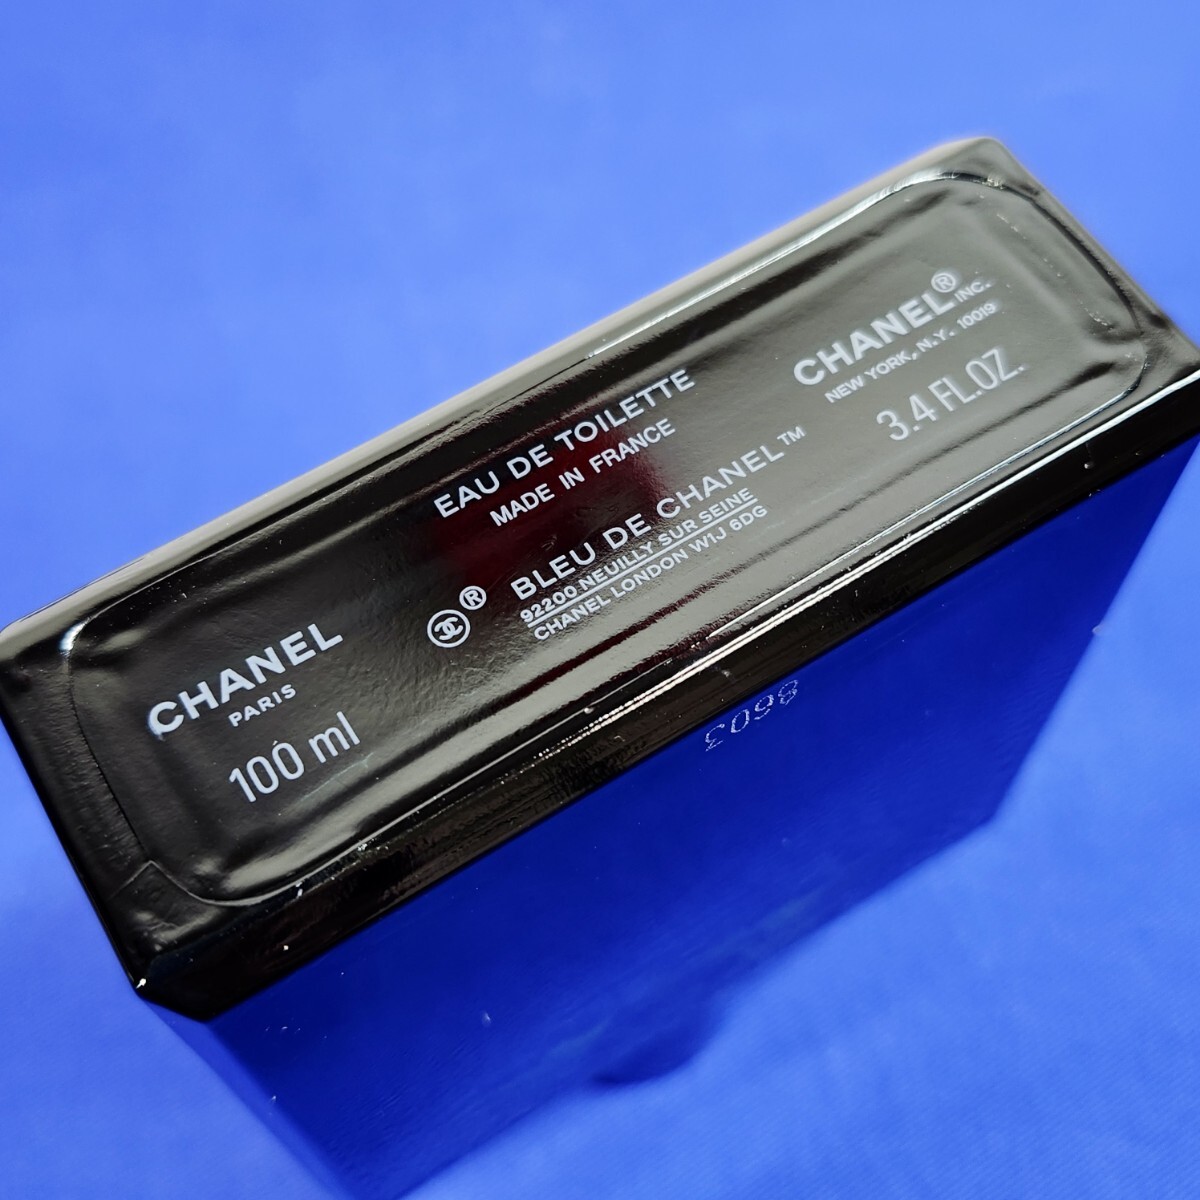 EAU DE TOILETTE
MADE IN FRANCE
CHANEL®
INC.
NEW YORK, N.Y. 10019
3.4 FL.OZ.
®
BLEU DE CHANEL™
92200 NEUILLY SUR SEINE
CHANEL LONDON W1J 6DG
CHANEL
PARIS
100 ml
8603